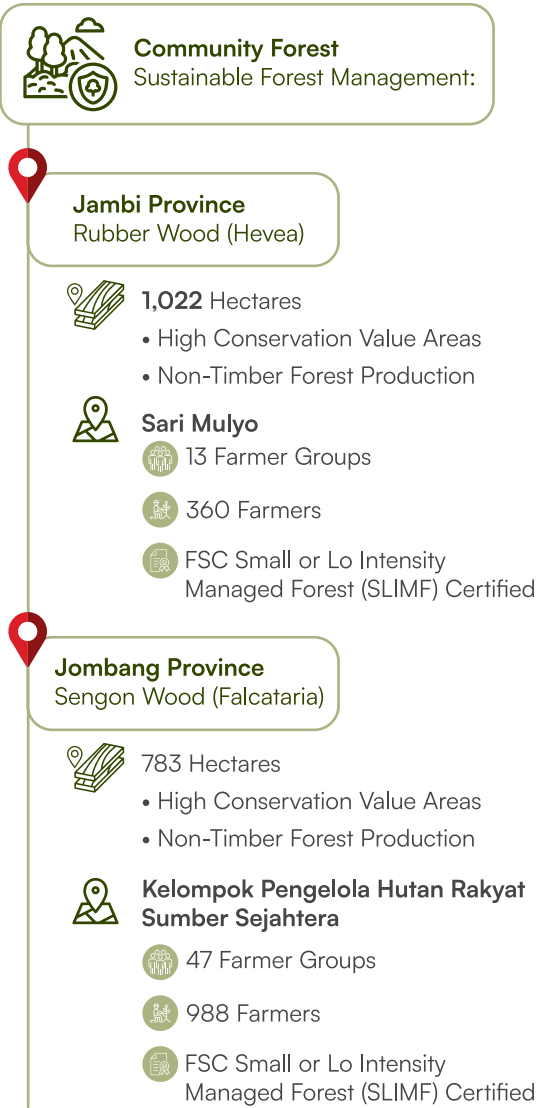 Community Forest
Sustainable Forest Management:
Jambi Province
Rubber Wood (Hevea)
1,022 Hectares
• High Conservation Value Areas
• Non-Timber Forest Production
Sari Mulyo
13 Farmer Groups
360 Farmers
FSC Small or Lo Intensity
Managed Forest (SLIMF) Certified
Jombang Province
Sengon Wood (Falcataria)
783 Hectares
• High Conservation Value Areas
• Non-Timber Forest Production
Kelompok Pengelola Hutan Rakyat
Sumber Sejahtera
47 Farmer Groups
988 Farmers
FSC Small or Lo Intensity
Managed Forest (SLIMF) Certified